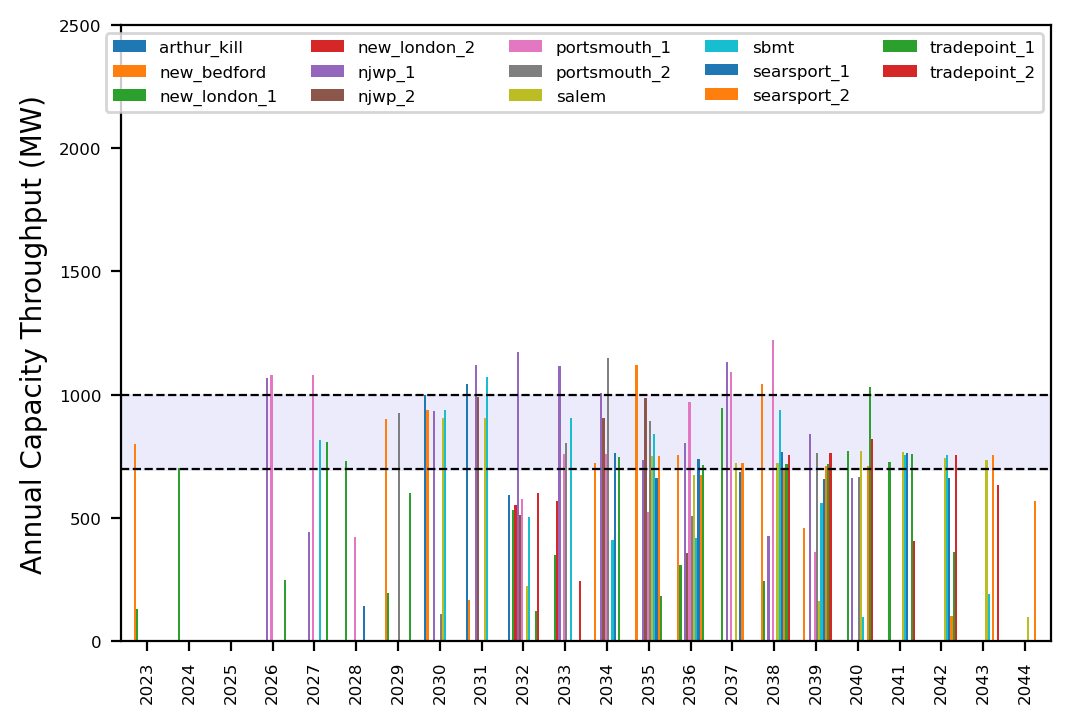 2500
2000
1500
1000
500
0
Annual Capacity Throughput (MW)
arthur_kill
new_bedford
new_london_1
new_london_2
njwp_1
njwp_2
portsmouth_1
portsmouth_2
salem
sbmt
searsport_1
searsport_2
tradepoint_1
tradepoint_2
2023
2024
2025
2026
2027
2028
2029
2030
2031
2032
2033
2034
2035
2036
2037
2038
2039
2040
2041
2042
2043
2044